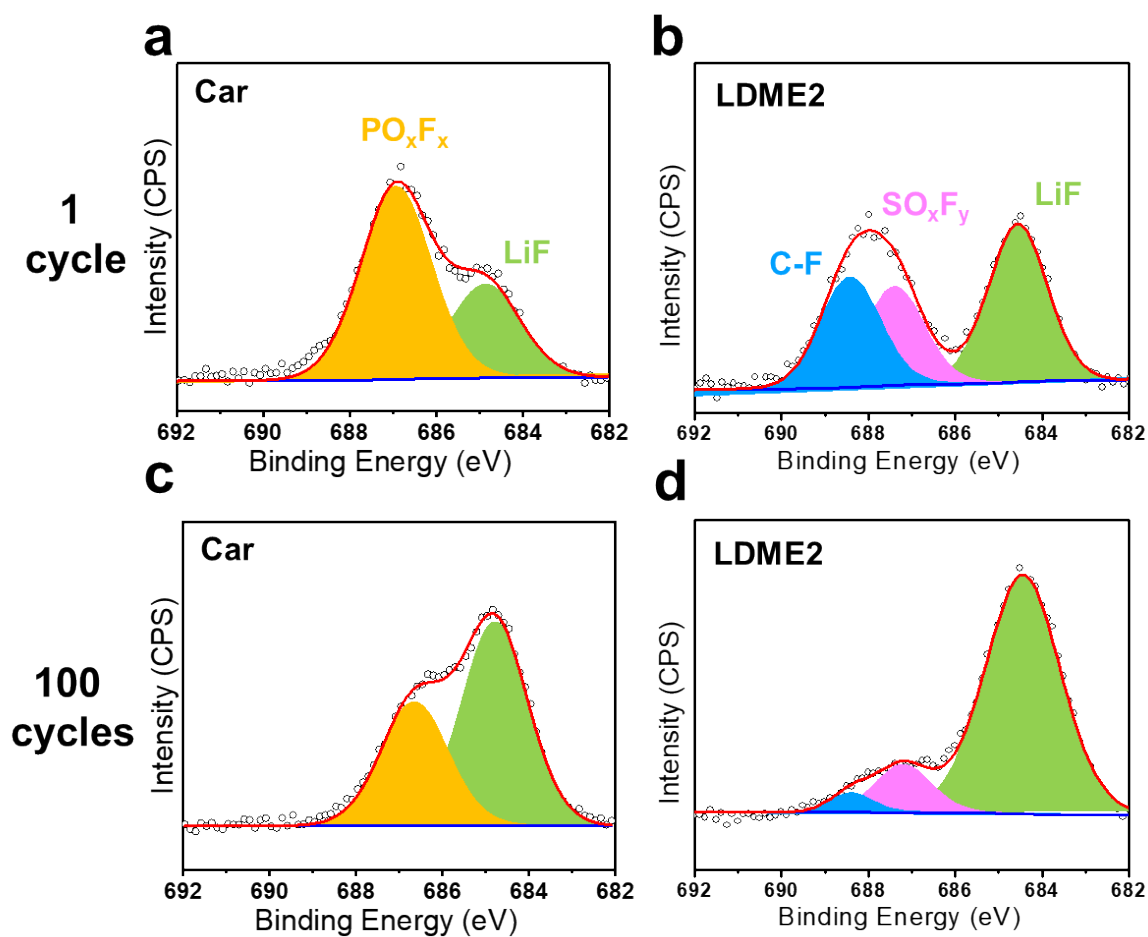 a
b
Car
LDME2
POxFx
LiF
C-F
SOxFy
LiF
1
cycle
Intensity (CPS)
Intensity (CPS)
692 690 688 686 684 682
692 690 688 686 684 682
Binding Energy (eV)
Binding Energy (eV)
c
d
Car
LDME2
100
cycles
Intensity (CPS)
Intensity (CPS)
692 690 688 686 684 682
692 690 688 686 684 682
Binding Energy (eV)
Binding Energy (eV)